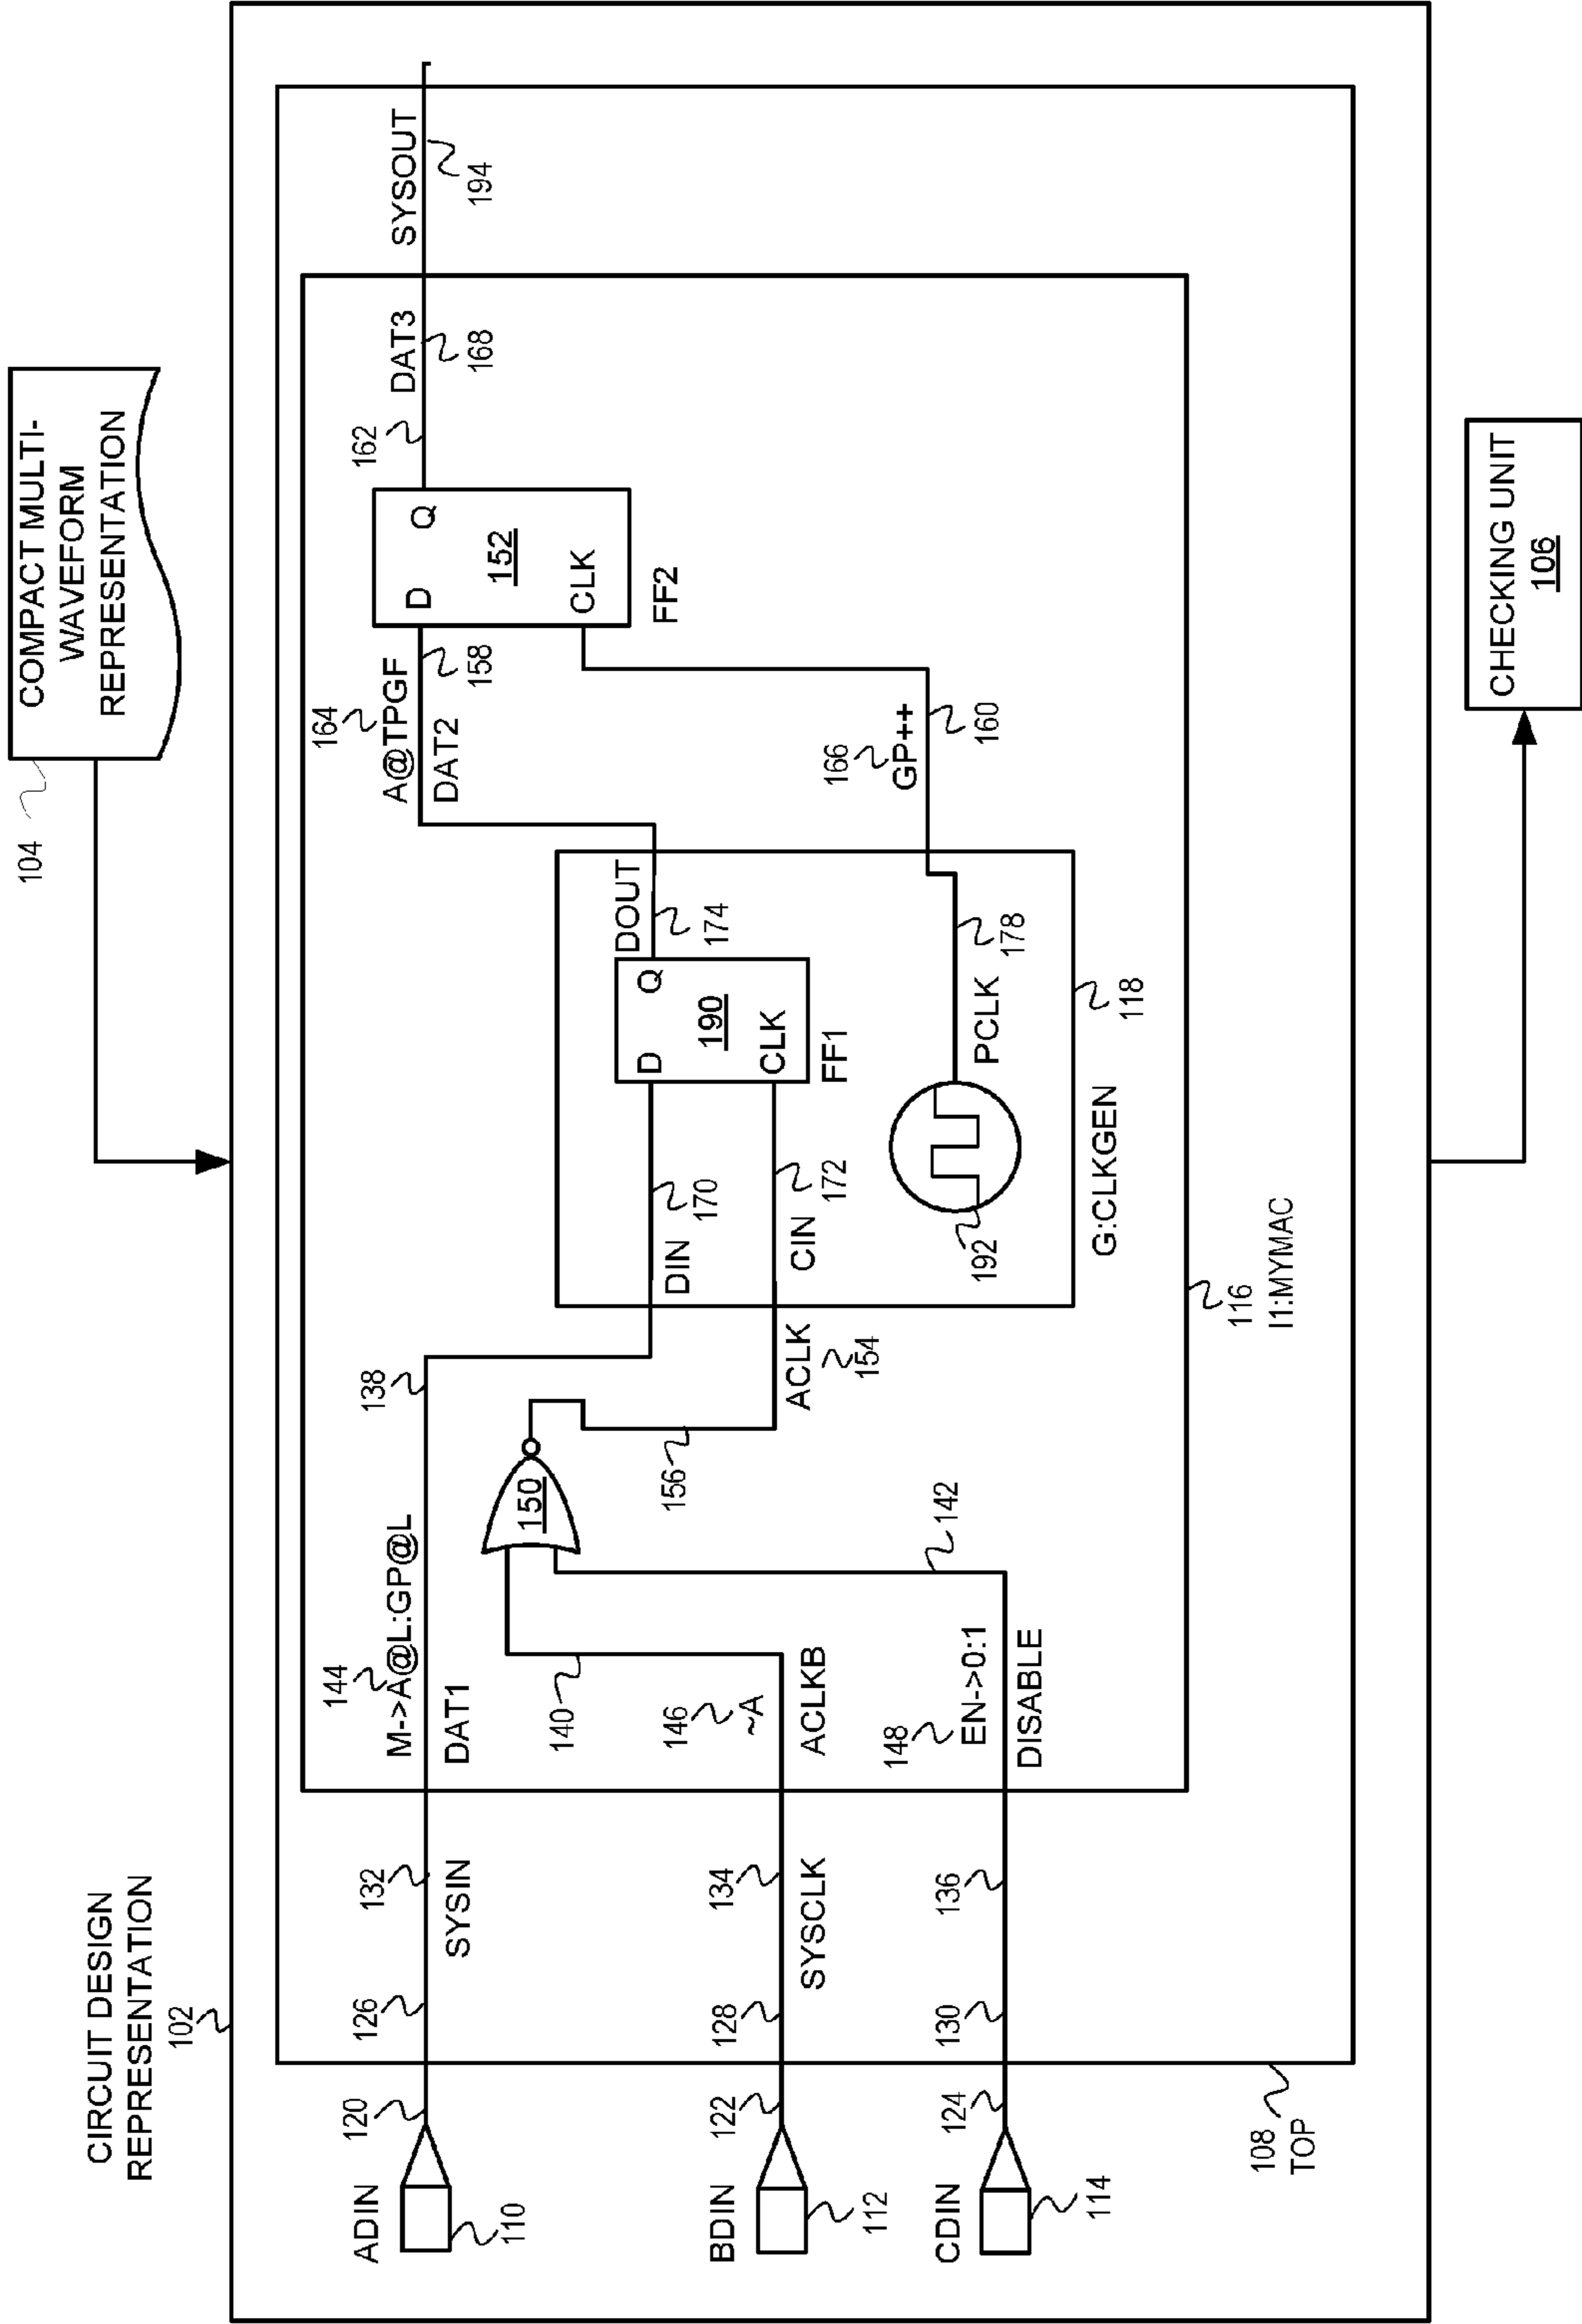 COMPACT MULTI-
WAVEFORM
REPRESENTATION
104
CIRCUIT DESIGN
REPRESENTATION
102
ADIN
110
120
126
132
SYSIN
144
M->A@L:GP@L
DAT1
138
BDIN
112
122
128
134
SYSCLK
140
146
~A
ACLKB
CDIN
114
124
130
136
148
EN->0:1
DISABLE
142
150
156
ACLK
154
DIN
170
CIN
172
D
Q
190
CLK
FF1
DOUT
174
192
PCLK
178
118
G:CLKGEN
164
A@TPGF
DAT2
158
166
GP++
160
D
Q
152
CLK
FF2
162
DAT3
168
SYSOUT
194
116
I1:MYMAC
108
TOP
CHECKING UNIT
106